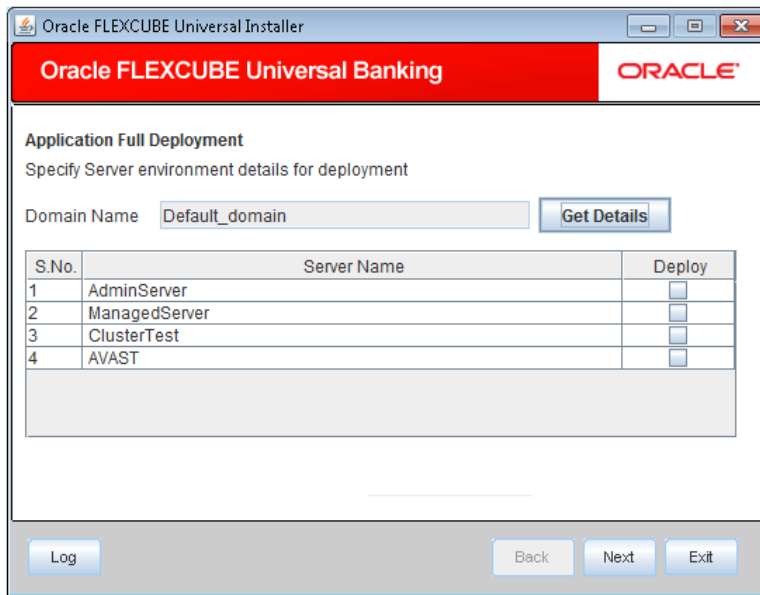 Oracle FLEXCUBE Universal Installer
Oracle FLEXCUBE Universal Banking
ORACLE
Application Full Deployment
Specify Server environment details for deployment
Domain Name Default_domain Get Details
S.No. Server Name Deploy
1 AdminServer
2 ManagedServer
3 ClusterTest
4 AVAST
Log Back Next Exit